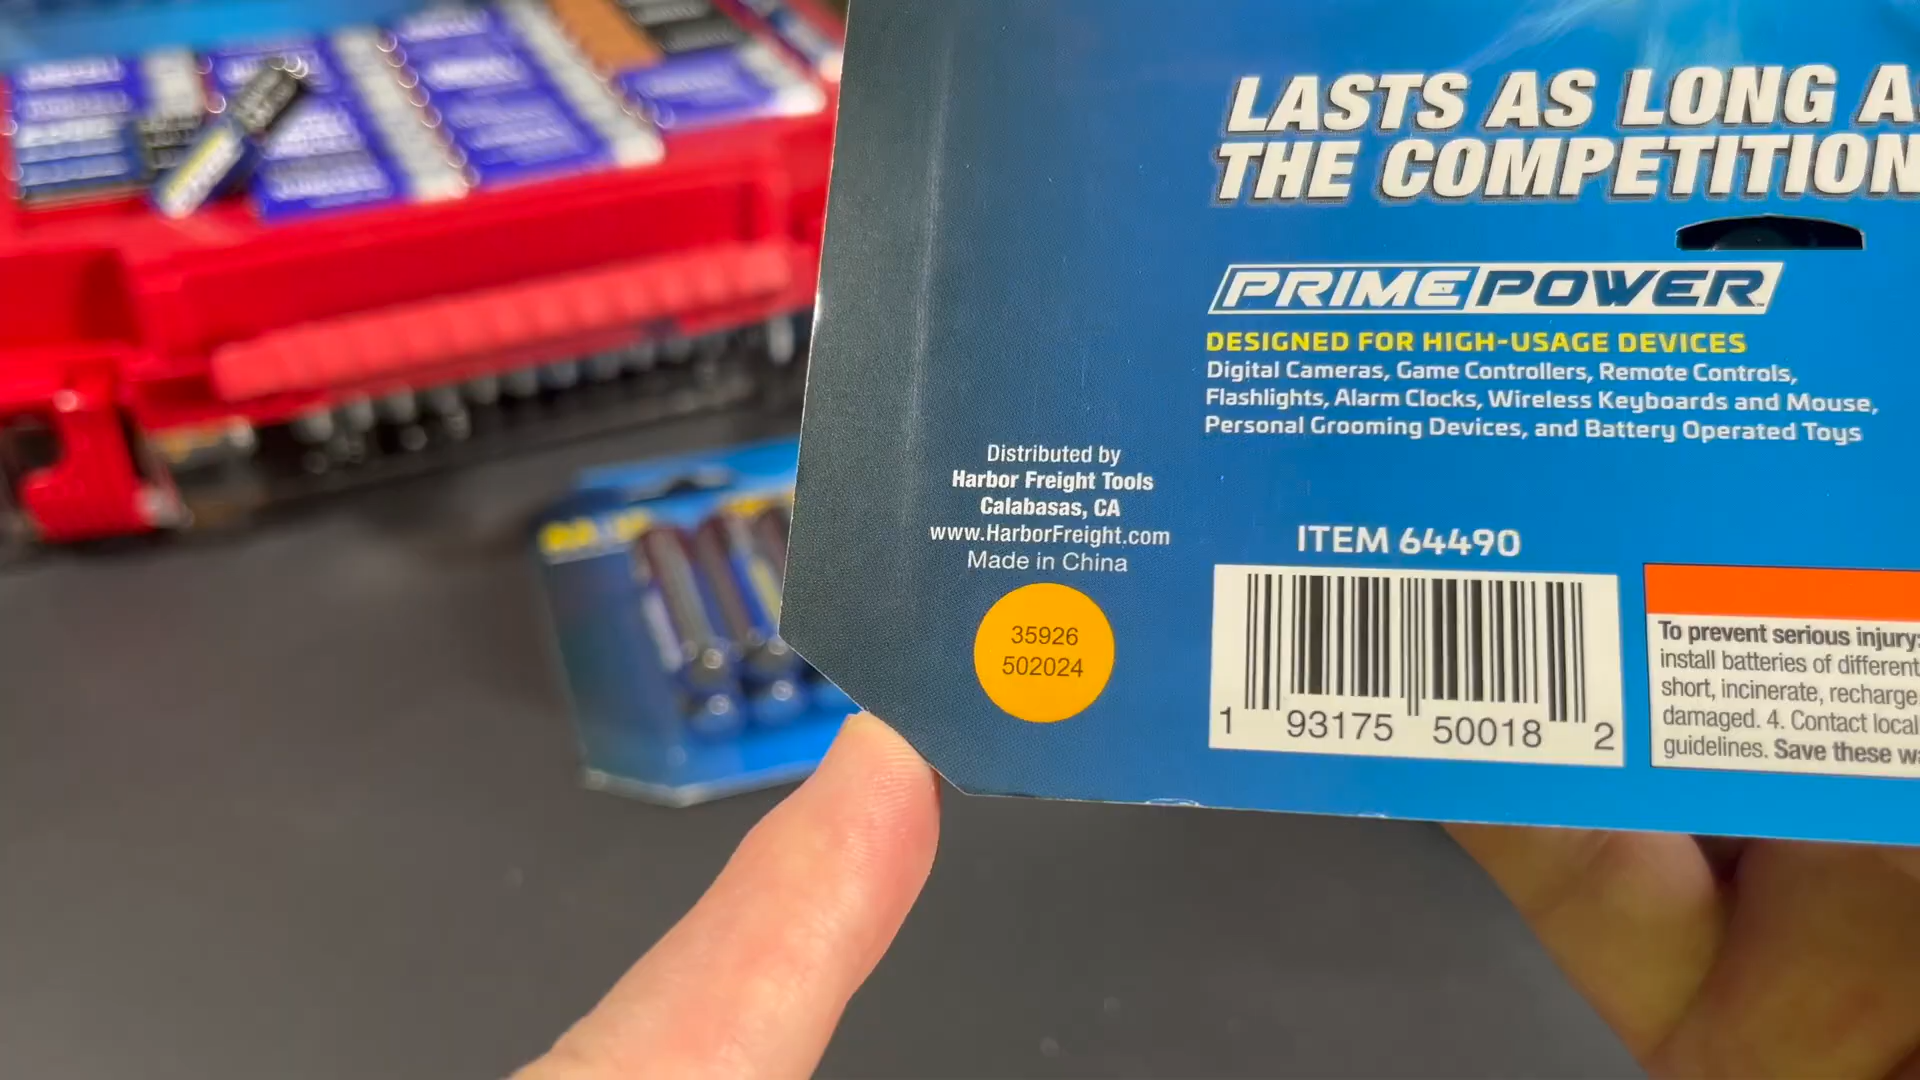 LASTS AS LONG A
THE COMPETITION
PRIMEPOWER
DESIGNED FOR HIGH-USAGE DEVICES
Digital Cameras, Game Controllers, Remote Controls,
Flashlights, Alarm Clocks, Wireless Keyboards and Mouse,
Personal Grooming Devices, and Battery Operated Toys
Distributed by
Harbor Freight Tools
Calabasas, CA
www.HarborFreight.com
Made in China
35926
502024
ITEM 64490
1 93175 50018 2
To prevent serious injury:
install batteries of different
short, incinerate, recharge
damaged. 4. Contact local
guidelines. Save these wa